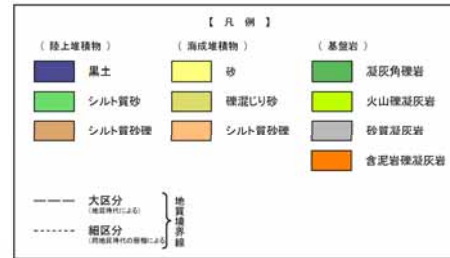 【 凡 例 】
( 陸上堆積物 ) ( 海成堆積物 ) ( 基盤岩 )
黒土 砂 凝灰角礫岩
シルト質砂 礫混じり砂 火山礫凝灰岩
シルト質砂礫 シルト質砂礫 砂質凝灰岩
含泥岩礫凝灰岩
大区分
(地質時代による)
細区分
(同地質時代の層相による)
地質境界線